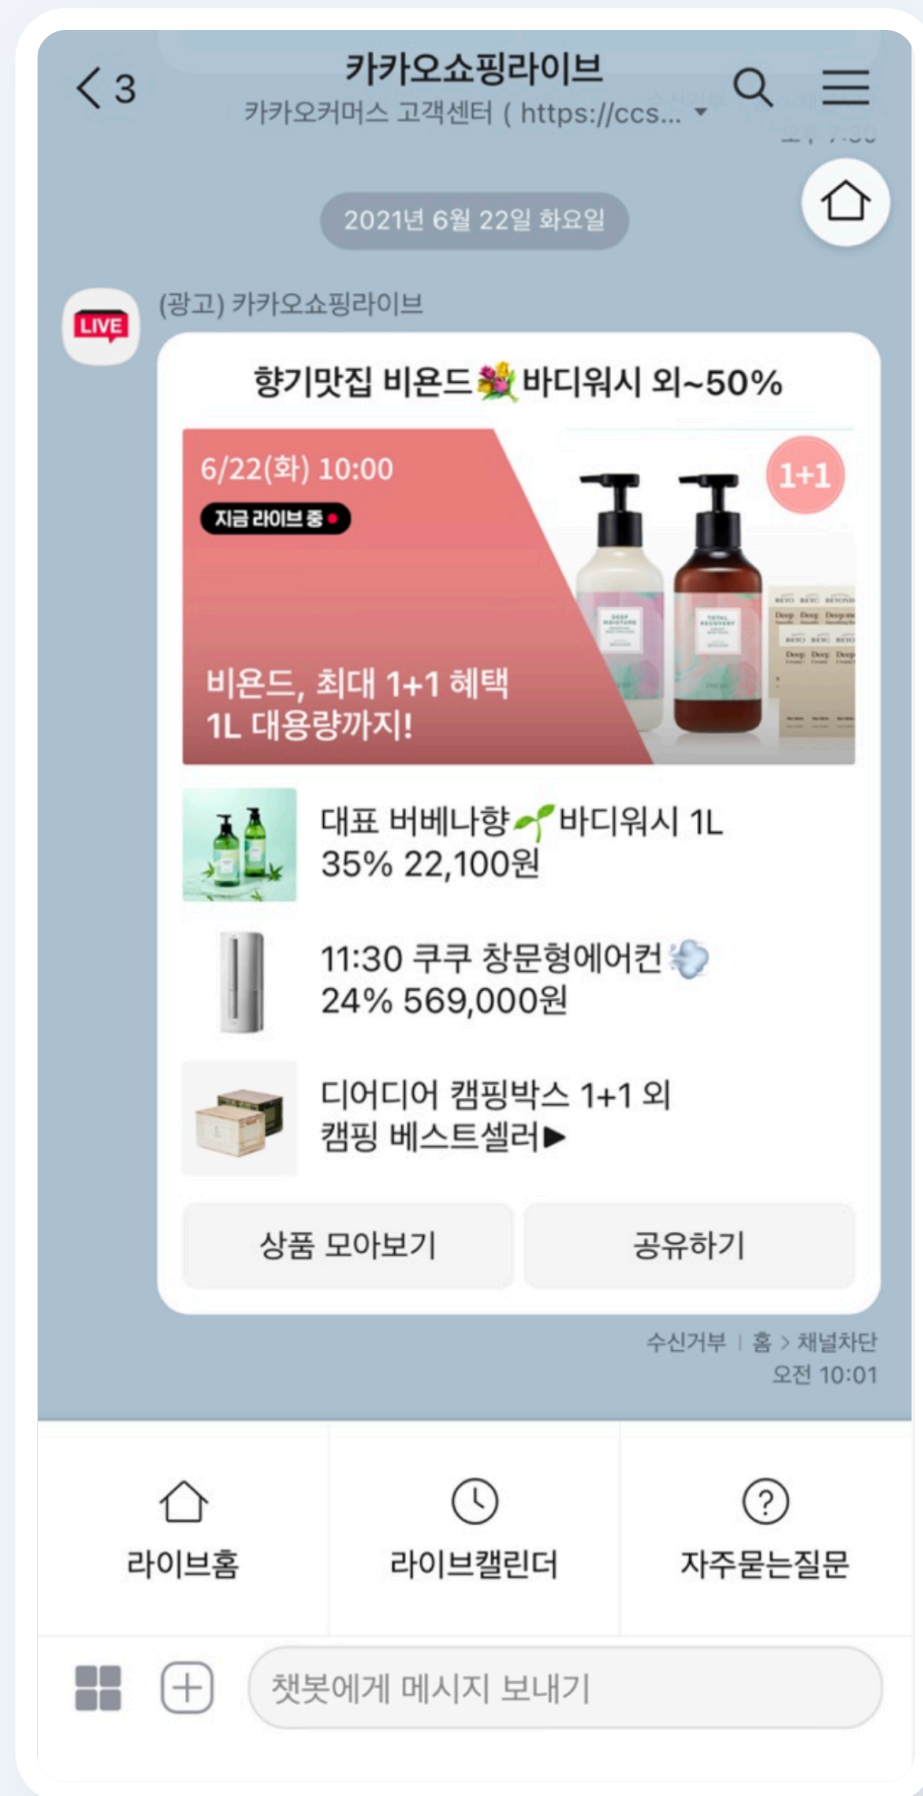 3
카카오쇼핑라이브
카카오커머스 고객센터 ( https://ccs...
오후 7:30
2021년 6월 22일 화요일
LIVE
(광고) 카카오쇼핑라이브
향기맛집 비욘드💐바디워시 외~50%
6/22(화) 10:00
지금 라이브 중
1+1
DEEP
MOISTURE
TOTAL
RECOVERY
비욘드, 최대 1+1 혜택
1L 대용량까지!
대표 버베나향🌱바디워시 1L
35% 22,100원
11:30 쿠쿠 창문형에어컨💨
24% 569,000원
디어디어 캠핑박스 1+1 외
캠핑 베스트셀러▶
상품 모아보기
공유하기
수신거부 | 홈 > 채널차단
오전 10:01
라이브홈
라이브캘린더
자주묻는질문
챗봇에게 메시지 보내기